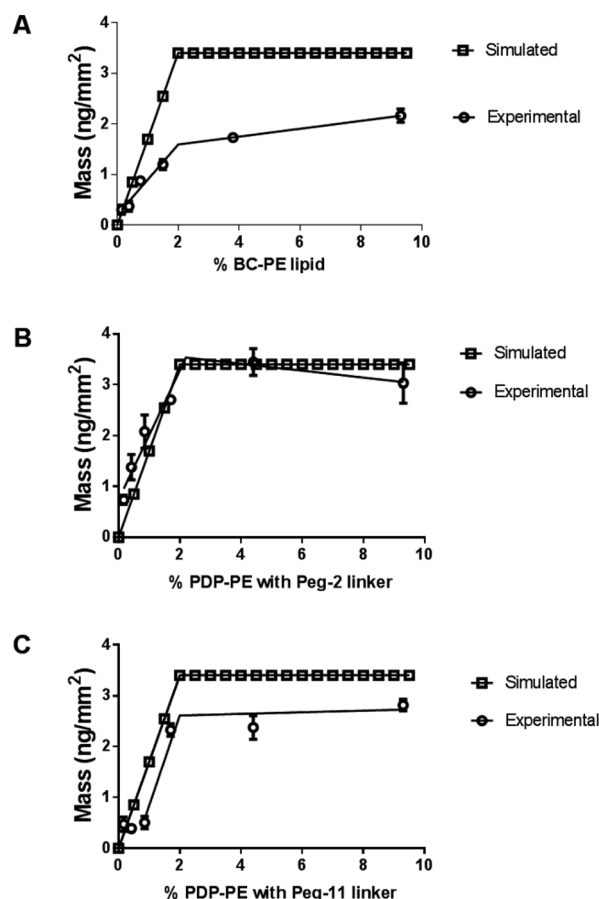 A
4
3
2
1
0
Mass (ng/mm²)
0 2 4 6 8 10
% BC-PE lipid
Simulated
Experimental
B
4
3
2
1
0
Mass (ng/mm²)
0 2 4 6 8 10
% PDP-PE with Peg-2 linker
Simulated
Experimental
C
4
3
2
1
0
Mass (ng/mm²)
0 2 4 6 8 10
% PDP-PE with Peg-11 linker
Simulated
Experimental